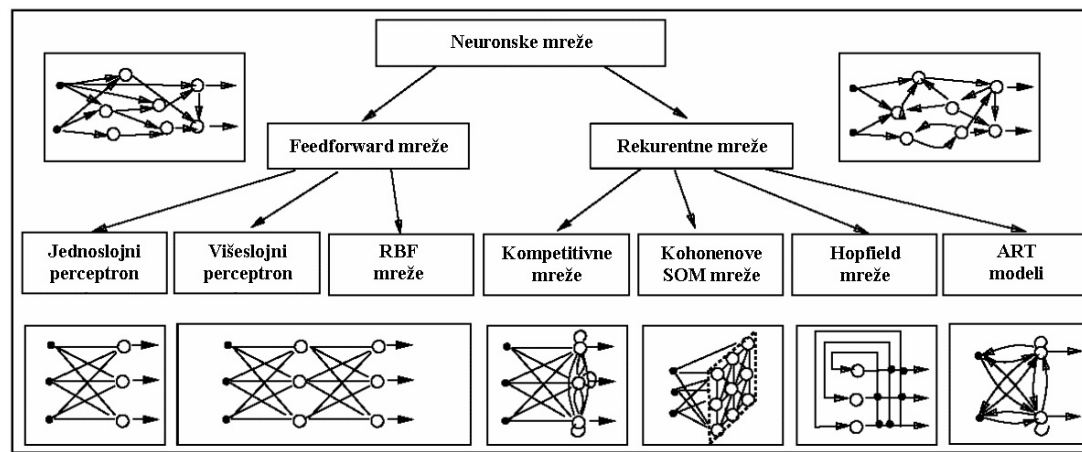 Neuronske mreže
Feedforward mreže
Rekurentne mreže
Jednoslojni
perceptron
Višeslojni
perceptron
RBF
mreže
Kompetitivne
mreže
Kohonenove
SOM mreže
Hopfield
mreže
ART
modeli